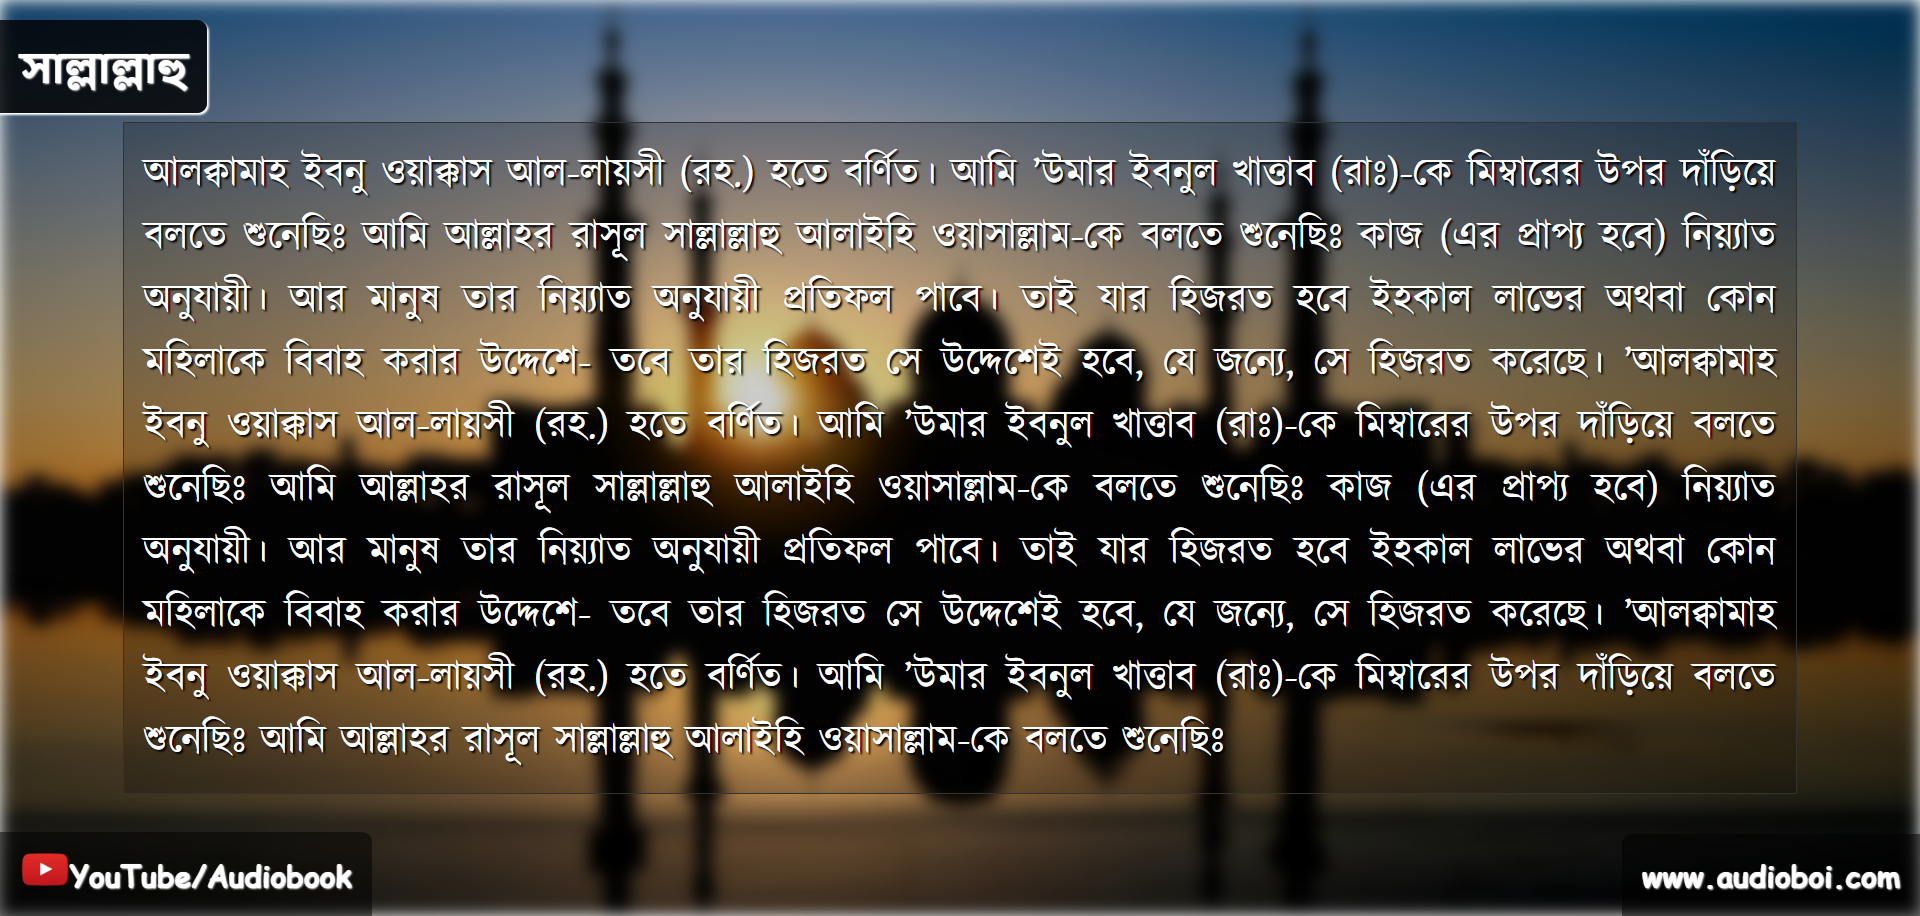 সাল্লাল্লাহু
আলক্বামাহ ইবনু ওয়াক্কাস আল-লায়সী (রহ.) হতে বর্ণিত। আমি ’উমার ইবনুল খাত্তাব (রাঃ)-কে মিম্বারের উপর দাঁড়িয়ে
বলতে শুনেছিঃ আমি আল্লাহর রাসূল সাল্লাল্লাহু আলাইহি ওয়াসাল্লাম-কে বলতে শুনেছিঃ কাজ (এর প্রাপ্য হবে) নিয়্যাত
অনুযায়ী। আর মানুষ তার নিয়্যাত অনুযায়ী প্রতিফল পাবে। তাই যার হিজরত হবে ইহকাল লাভের অথবা কোন
মহিলাকে বিবাহ করার উদ্দেশে- তবে তার হিজরত সে উদ্দেশেই হবে, যে জন্যে, সে হিজরত করেছে। ’আলক্বামাহ
ইবনু ওয়াক্কাস আল-লায়সী (রহ.) হতে বর্ণিত। আমি ’উমার ইবনুল খাত্তাব (রাঃ)-কে মিম্বারের উপর দাঁড়িয়ে বলতে
শুনেছিঃ আমি আল্লাহর রাসূল সাল্লাল্লাহু আলাইহি ওয়াসাল্লাম-কে বলতে শুনেছিঃ কাজ (এর প্রাপ্য হবে) নিয়্যাত
অনুযায়ী। আর মানুষ তার নিয়্যাত অনুযায়ী প্রতিফল পাবে। তাই যার হিজরত হবে ইহকাল লাভের অথবা কোন
মহিলাকে বিবাহ করার উদ্দেশে- তবে তার হিজরত সে উদ্দেশেই হবে, যে জন্যে, সে হিজরত করেছে। ’আলক্বামাহ
ইবনু ওয়াক্কাস আল-লায়সী (রহ.) হতে বর্ণিত। আমি ’উমার ইবনুল খাত্তাব (রাঃ)-কে মিম্বারের উপর দাঁড়িয়ে বলতে
শুনেছিঃ আমি আল্লাহর রাসূল সাল্লাল্লাহু আলাইহি ওয়াসাল্লাম-কে বলতে শুনেছিঃ
YouTube/Audiobook
www.audioboi.com